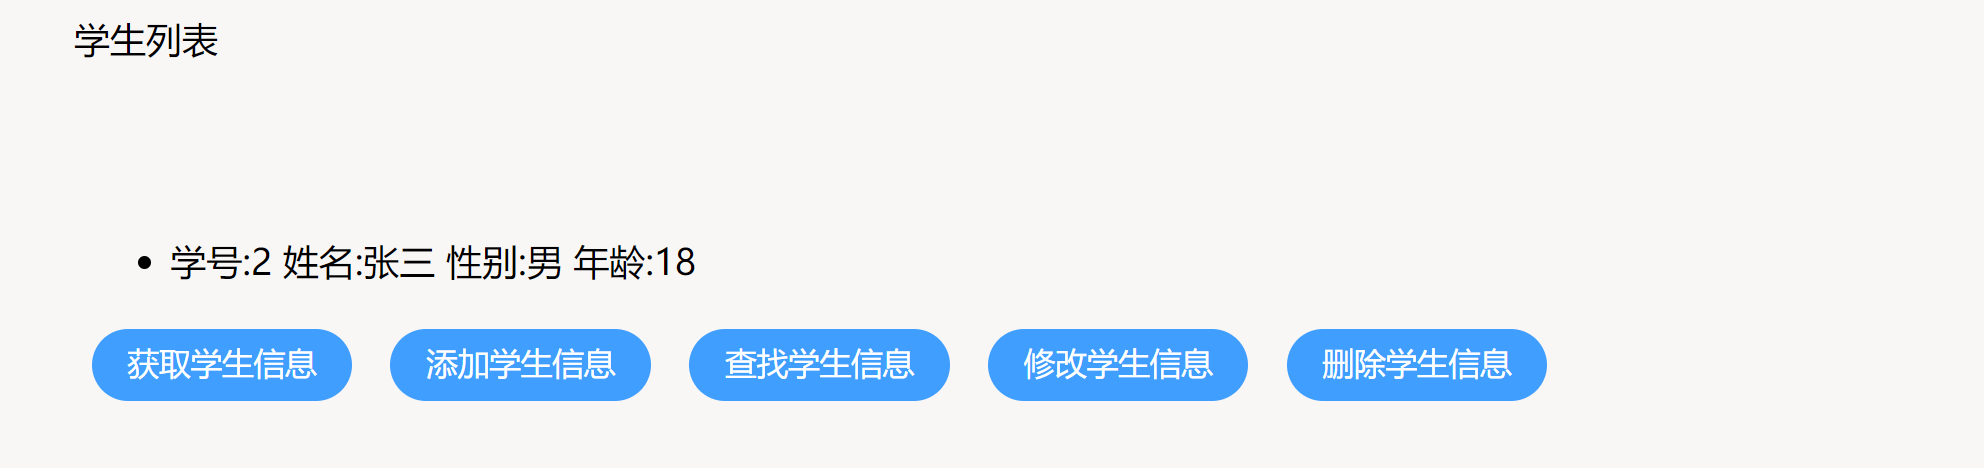 学生列表
学号:2 姓名:张三 性别:男 年龄:18
获取学生信息 添加学生信息 查找学生信息 修改学生信息 删除学生信息